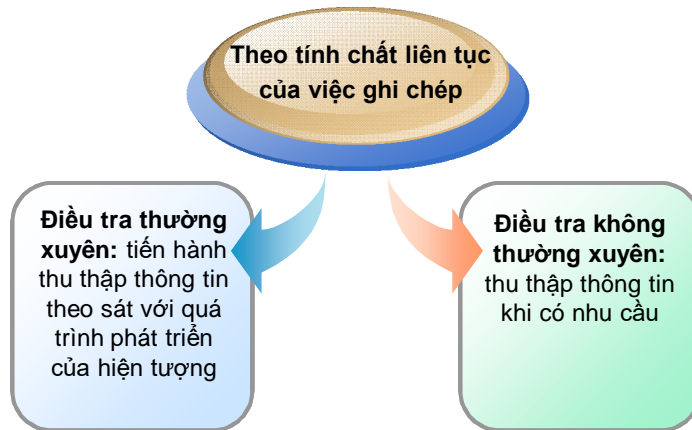 Theo tính chất liên tục
của việc ghi chép
Điều tra thường
xuyên: tiến hành
thu thập thông tin
theo sát với quá
trình phát triển
của hiện tượng
Điều tra không
thường xuyên:
thu thập thông tin
khi có nhu cầu